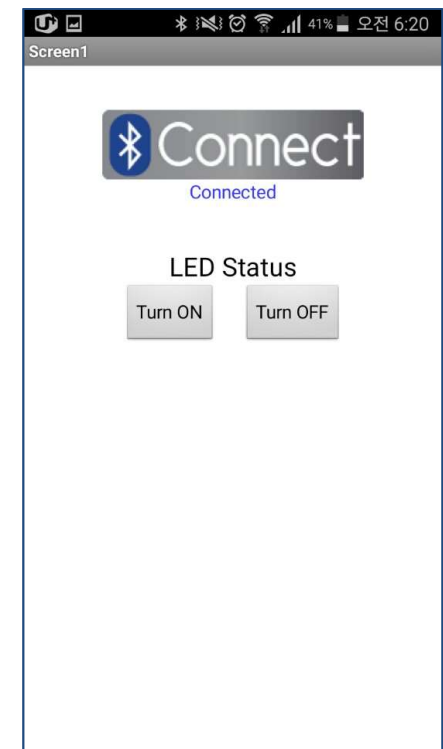 41% 오전 6:20
Screen1
Connect
Connected
LED Status
Turn ON Turn OFF